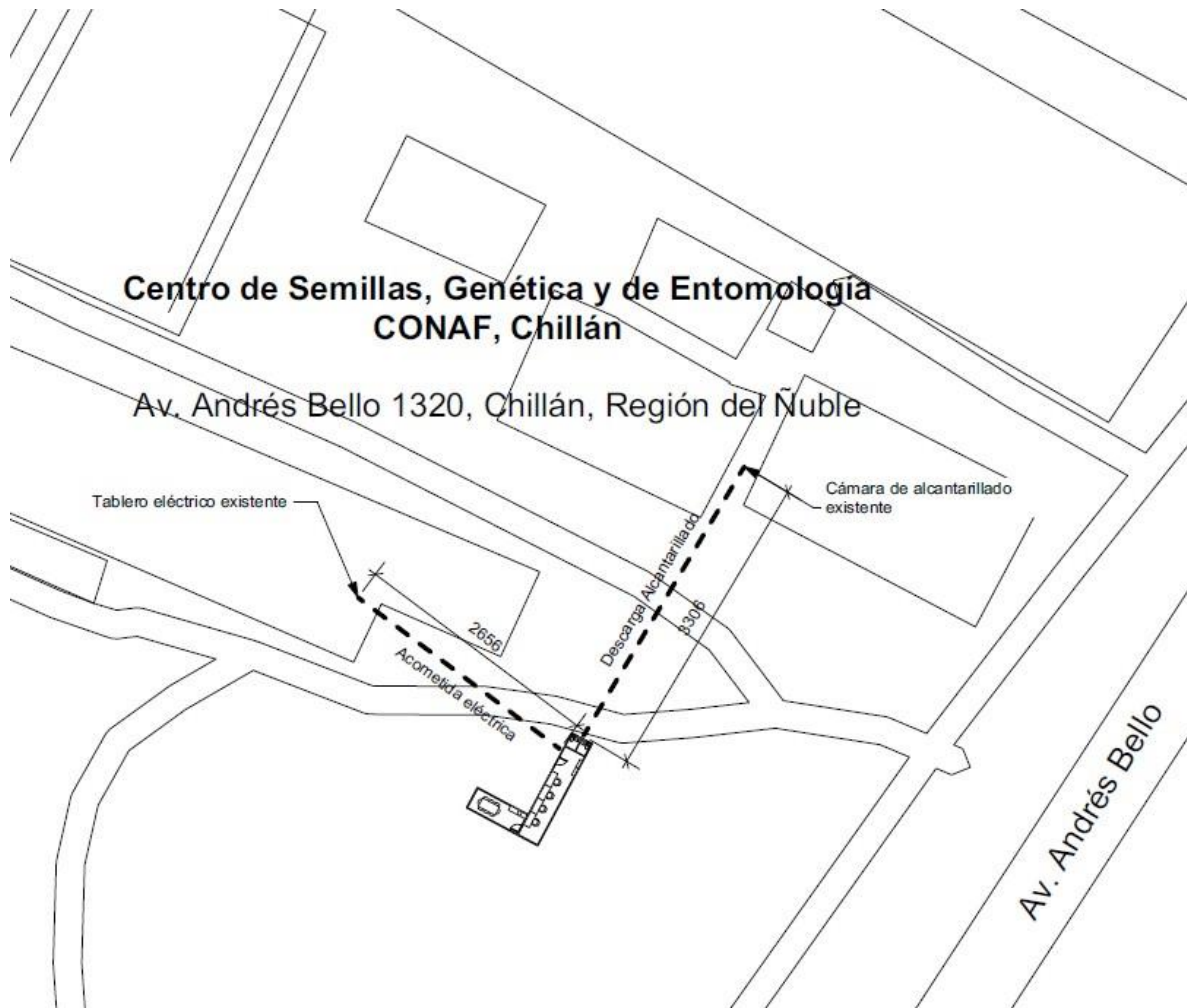 Centro de Semillas, Genética y de Entomología
CONAF, Chillán
Av. Andrés Bello 1320, Chillán, Región del Ñuble
Tablero eléctrico existente
Cámara de alcantarillado
existente
Descarga Alcantarillado
3306
2656
Acometida eléctrica
Av. Andrés Bello